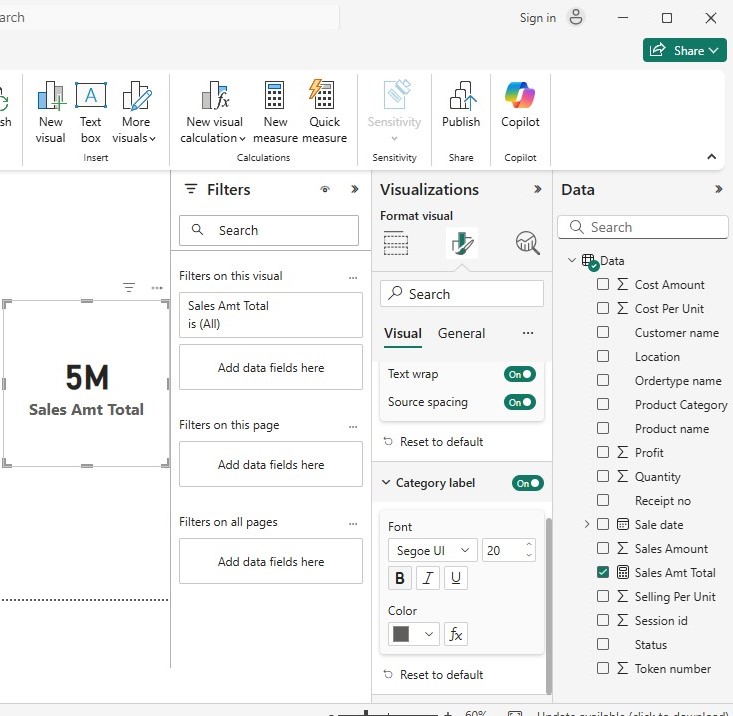 arch
Sign in
Share
sh
New
visual
Text
box
More
visuals
Insert
New visual
calculation
New
measure
Quick
measure
Calculations
Sensitivity
Sensitivity
Publish
Share
Copilot
Copilot
Filters
Search
Filters on this visual
Sales Amt Total
is (All)
Add data fields here
Filters on this page
Add data fields here
Filters on all pages
Add data fields here
5M
Sales Amt Total
Visualizations
Format visual
Search
Visual
General
Text wrap
On
Source spacing
On
Reset to default
Category label
On
Font
Segoe UI
20
B
I
U
Color
fx
Reset to default
Data
Search
Data
Cost Amount
Cost Per Unit
Customer name
Location
Ordertype name
Product Category
Product name
Profit
Quantity
Receipt no
Sale date
Sales Amount
Sales Amt Total
Selling Per Unit
Session id
Status
Token number
60%
Update available (click to download)